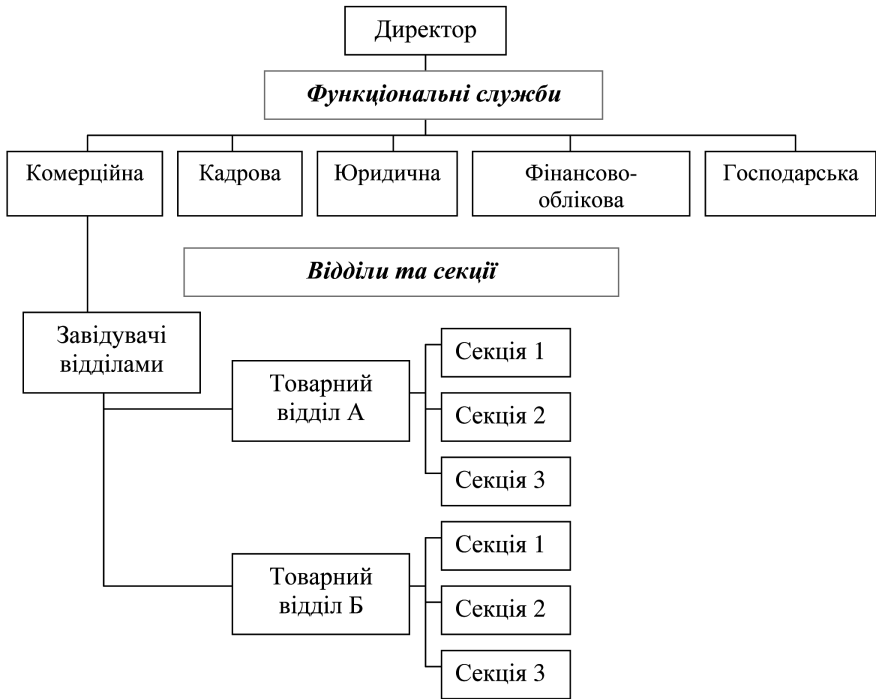 Директор
Функціональні служби
Комерційна
Кадрова
Юридична
Фінансово-
облікова
Господарська
Відділи та секції
Завідувачі
відділами
Товарний
відділ А
Секція 1
Секція 2
Секція 3
Товарний
відділ Б
Секція 1
Секція 2
Секція 3